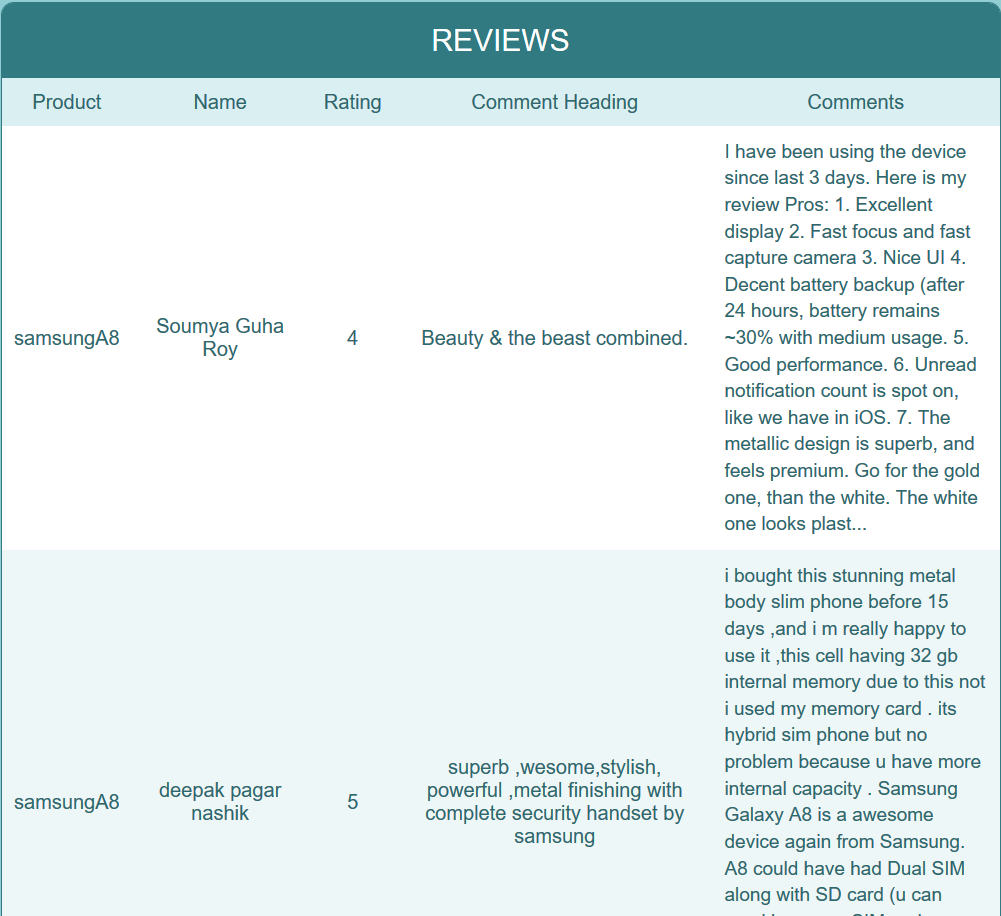 REVIEWS
Product Name Rating Comment Heading Comments
samsungA8
Soumya Guha
Roy
4
Beauty & the beast combined.
I have been using the device
since last 3 days. Here is my
review Pros: 1. Excellent
display 2. Fast focus and fast
capture camera 3. Nice UI 4.
Decent battery backup (after
24 hours, battery remains
~30% with medium usage. 5.
Good performance. 6. Unread
notification count is spot on,
like we have in iOS. 7. The
metallic design is superb, and
feels premium. Go for the gold
one, than the white. The white
one looks plast...
samsungA8
deepak pagar
nashik
5
superb ,wesome,stylish,
powerful ,metal finishing with
complete security handset by
samsung
i bought this stunning metal
body slim phone before 15
days ,and i m really happy to
use it ,this cell having 32 gb
internal memory due to this not
i used my memory card . its
hybrid sim phone but no
problem because u have more
internal capacity . Samsung
Galaxy A8 is a awesome
device again from Samsung.
A8 could have had Dual SIM
along with SD card (u can